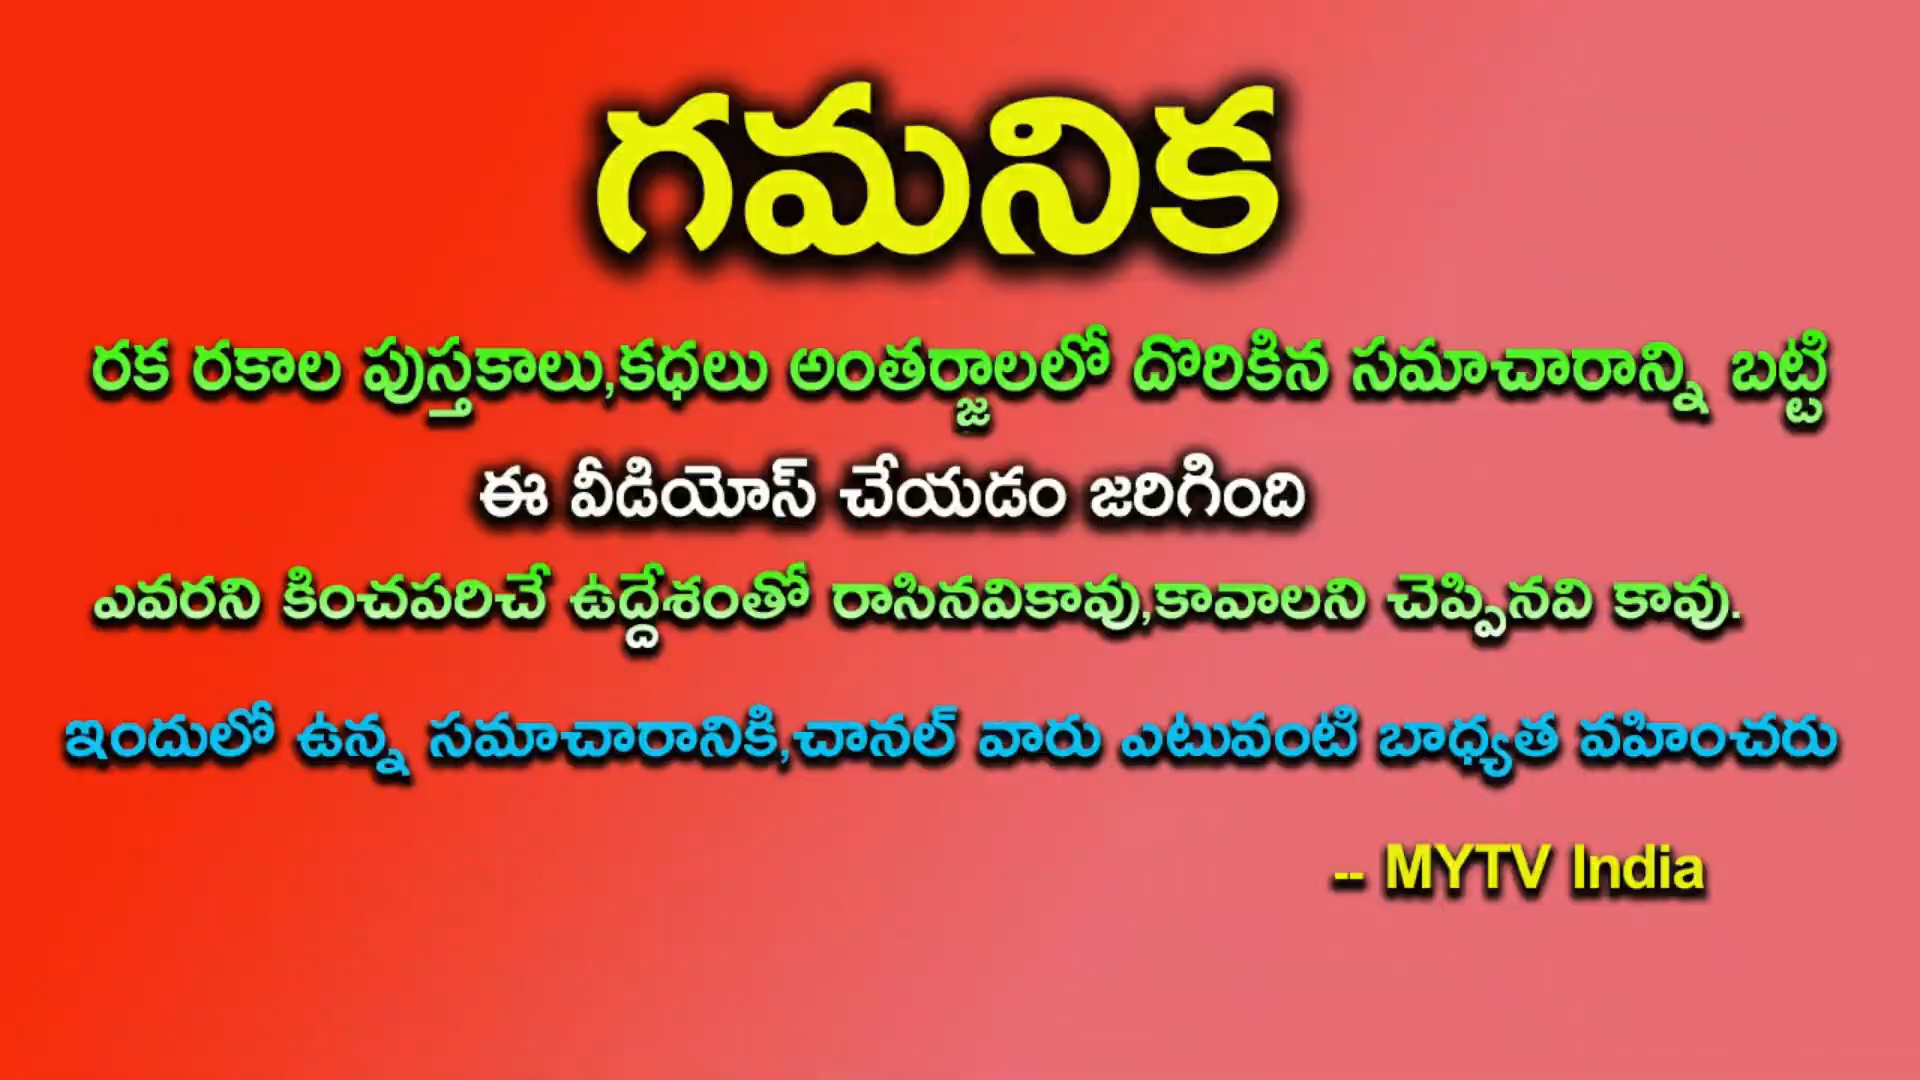 గమనిక
రక రకాల పుస్తకాలు,కధలు అంతర్జాలలో దొరికిన సమాచారాన్ని బట్టి
ఈ వీడియోస్ చేయడం జరిగింది
ఎవరని కించపరిచే ఉద్దేశంతో రాసినవికావు,కావాలని చెప్పినవి కావు.
ఇందులో ఉన్న సమాచారానికి,చానల్ వారు ఎటువంటి బాధ్యత వహించరు
-- MYTV India